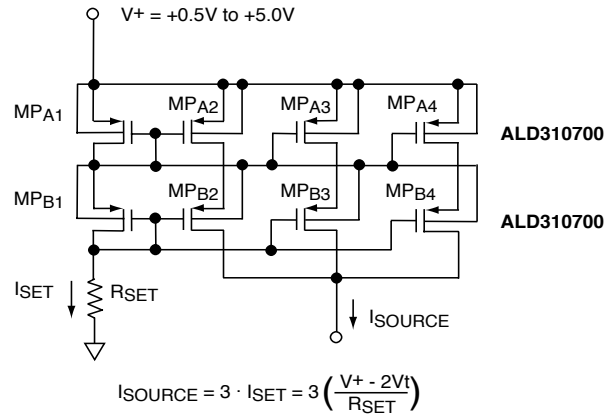 V+ = +0.5V to +5.0V
MPA1
MPA2
MPA3
MPA4
ALD310700
MPB1
MPB2
MPB3
MPB4
ALD310700
ISET
RSET
ISOURCE
ISOURCE = 3 · ISET = 3 ( V+ - 2Vt / RSET )